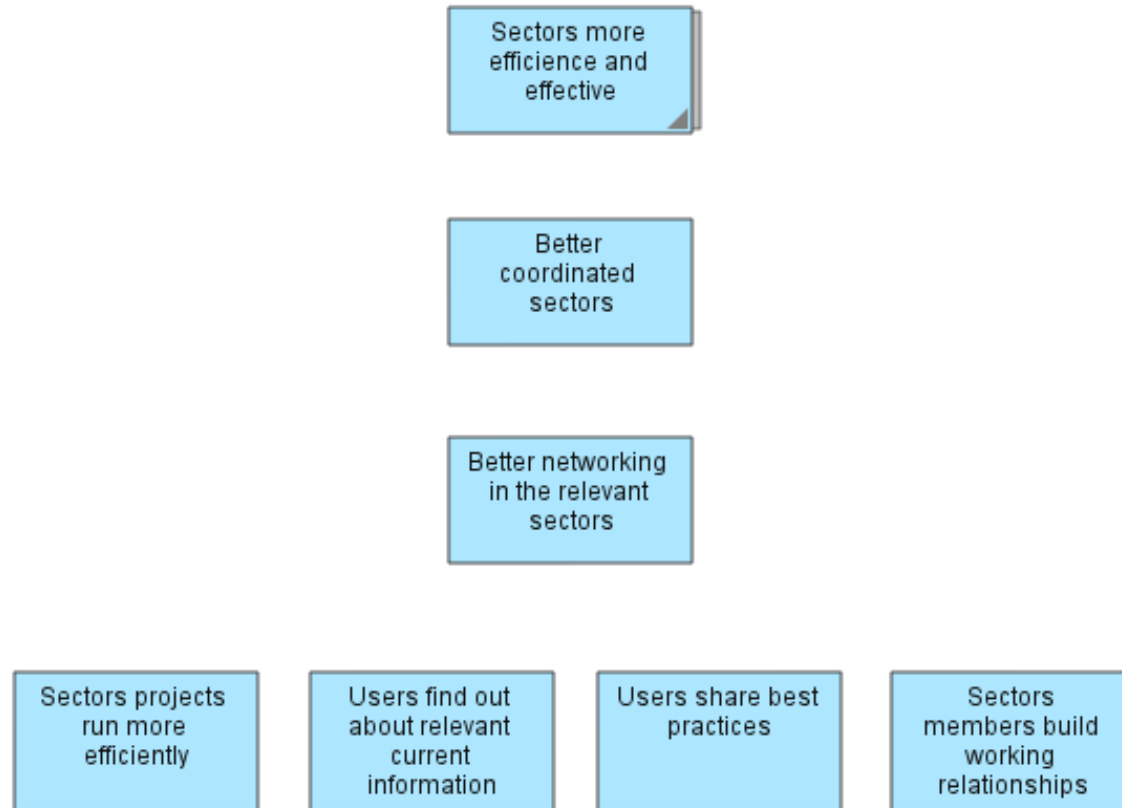 Sectors more
efficience and
effective
Better
coordinated
sectors
Better networking
in the relevant
sectors
Sectors projects
run more
efficiently
Users find out
about relevant
current
information
Users share best
practices
Sectors
members build
working
relationships